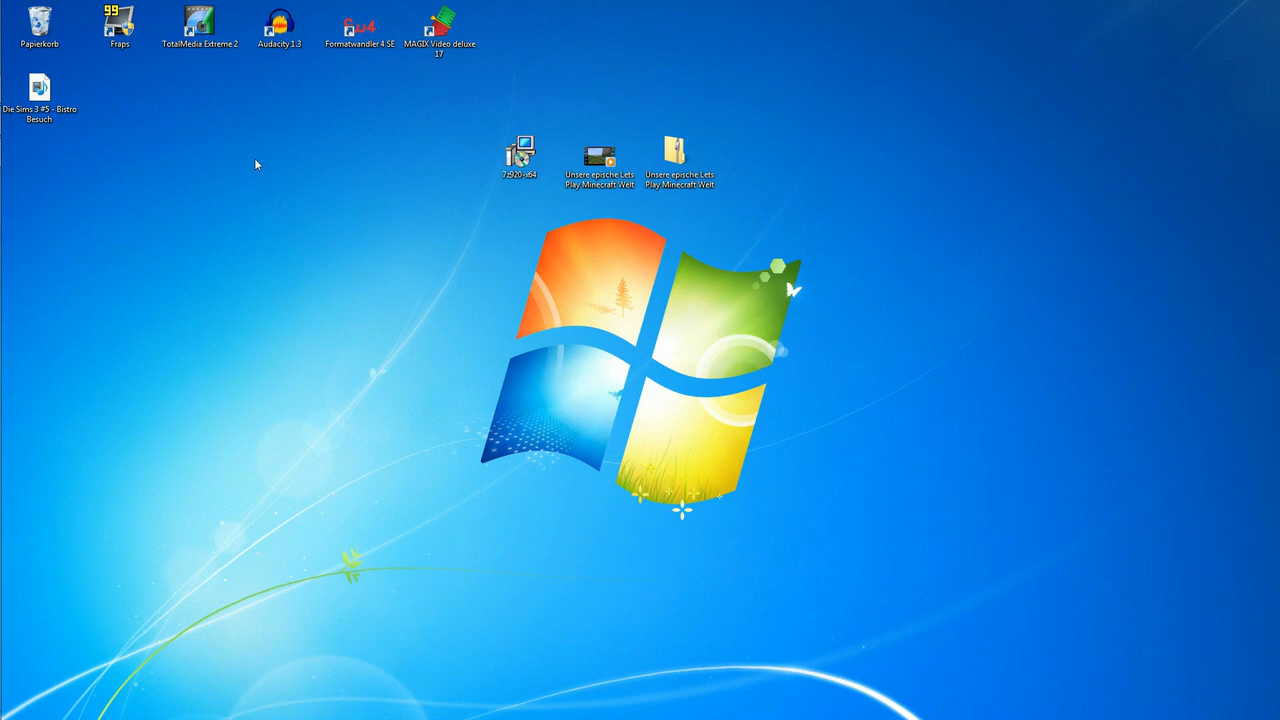 99
Papierkorb
Fraps
TotalMedia Extreme 2
Audacity 1.3
Formatwandler 4 SE
MAGIX Video deluxe
17
Die Sims 3 #5 - Bistro
Besuch
7z920-x64
Unsere epische Lets
Play Minecraft Welt
Unsere epische Lets
Play Minecraft Welt